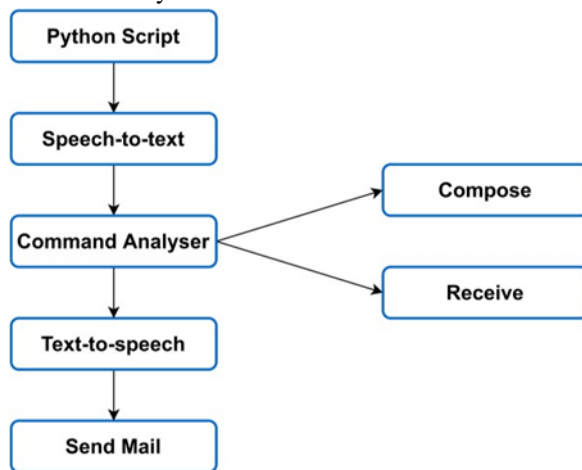 Python Script
Speech-to-text
Compose
Command Analyser
Receive
Text-to-speech
Send Mail